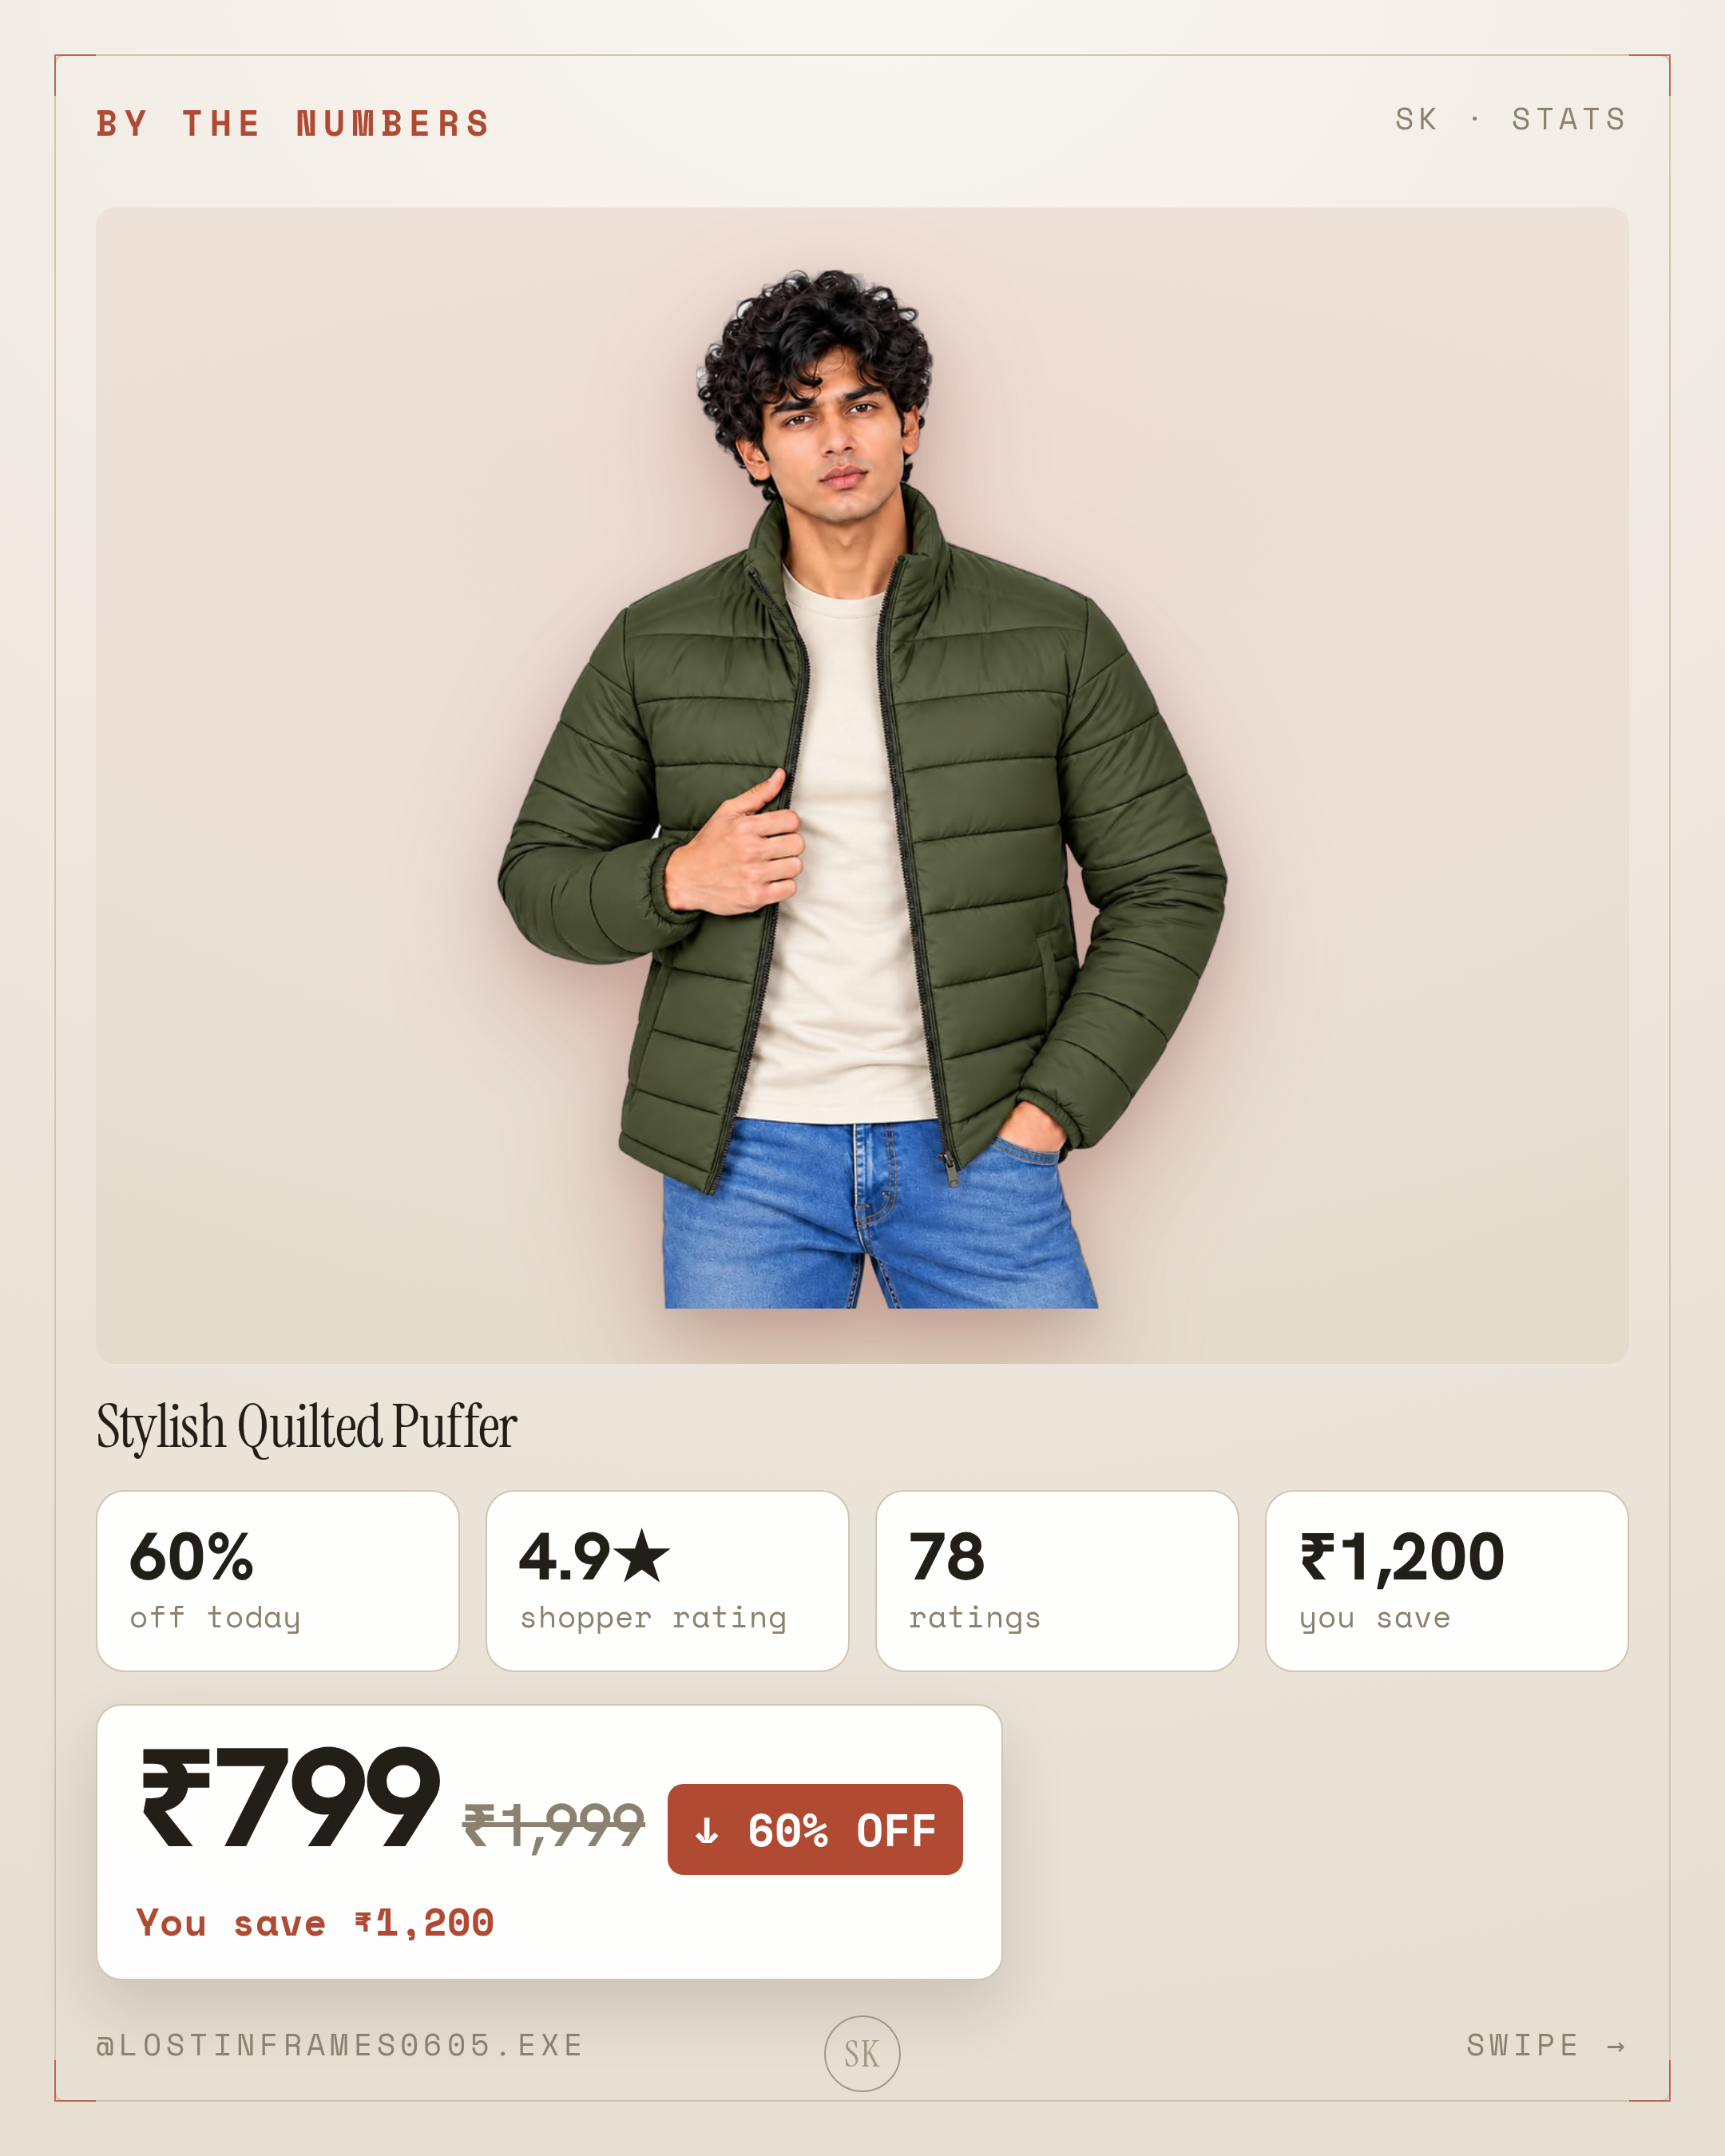 BY THE NUMBERS
SK · STATS
Stylish Quilted Puffer
60%
off today
4.9★
shopper rating
78
ratings
₹1,200
you save
₹799 ₹1,999 ↓ 60% OFF
You save ₹1,200
@LOSTINFRAMES0605.EXE
SK
SWIPE →